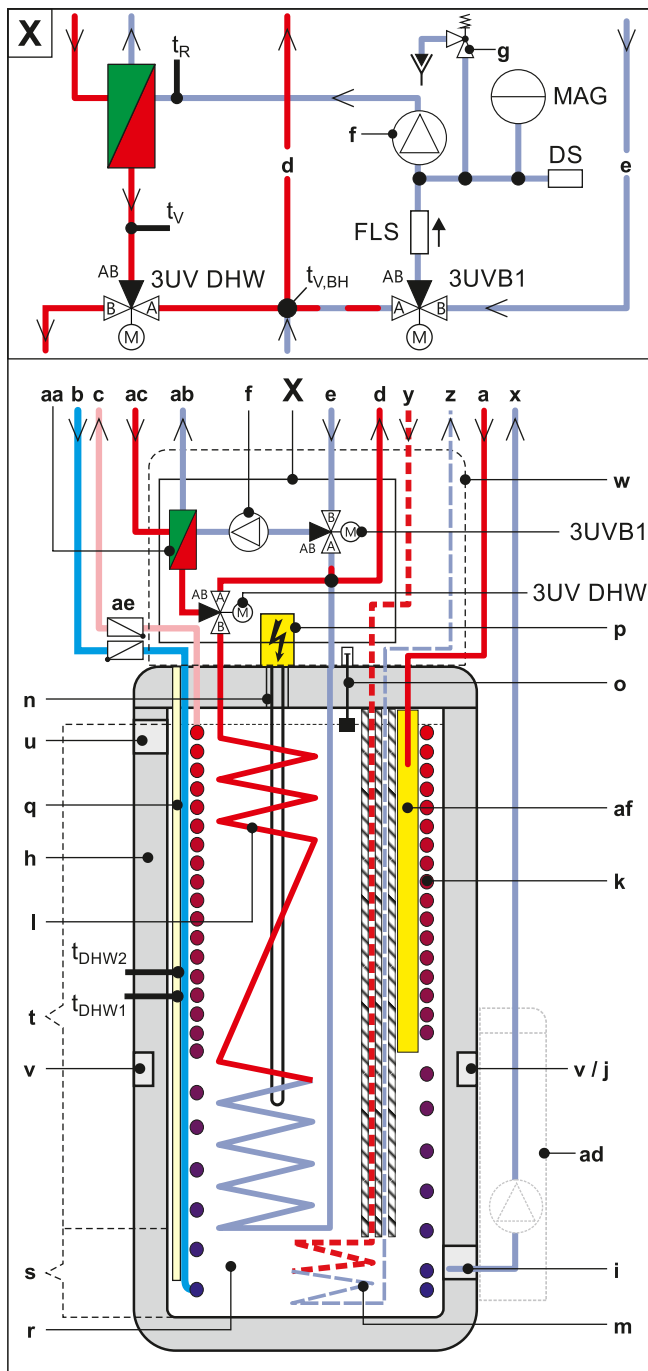 X
t_R
g
MAG
f
d
DS
e
t_V
FLS
AB
3UV DHW
t_V,BH
AB
3UVB1
B
A
A
B
M
M
b
c
ac
ab
f
X
e
d
y
z
a
x
aa
w
B
M
AB
A
3UVB1
AB
A
M
B
3UV DHW
ae
p
n
o
u
q
af
h
k
l
t_DHW2
t_DHW1
t
v
v / j
ad
s
i
r
m